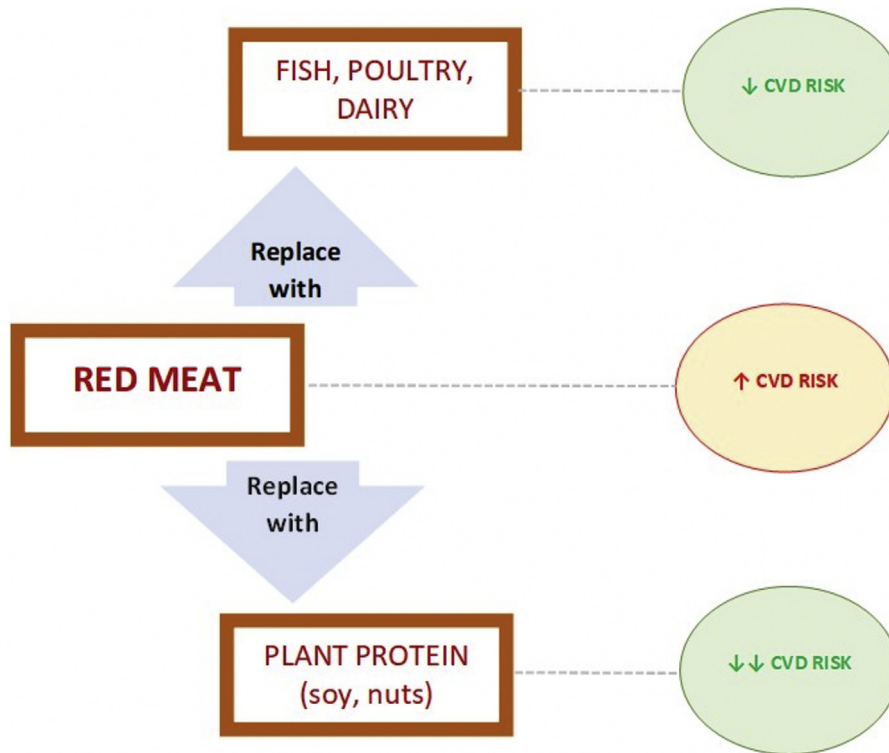 FISH, POULTRY,
DAIRY
↓ CVD RISK
Replace
with
RED MEAT
↑ CVD RISK
Replace
with
PLANT PROTEIN
(soy, nuts)
↓↓ CVD RISK